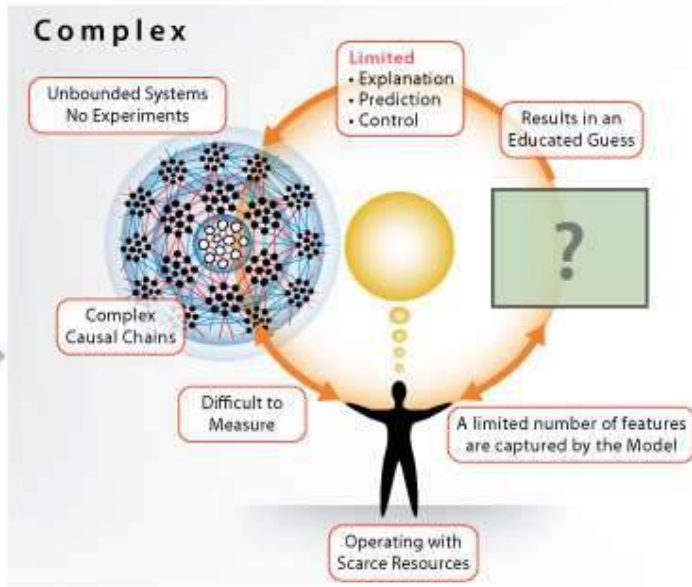 Complex
Unbounded Systems
No Experiments
Limited
• Explanation
• Prediction
• Control
Results in an
Educated Guess
?
Complex
Causal Chains
Difficult to
Measure
A limited number of features
are captured by the Model
Operating with
Scarce Resources